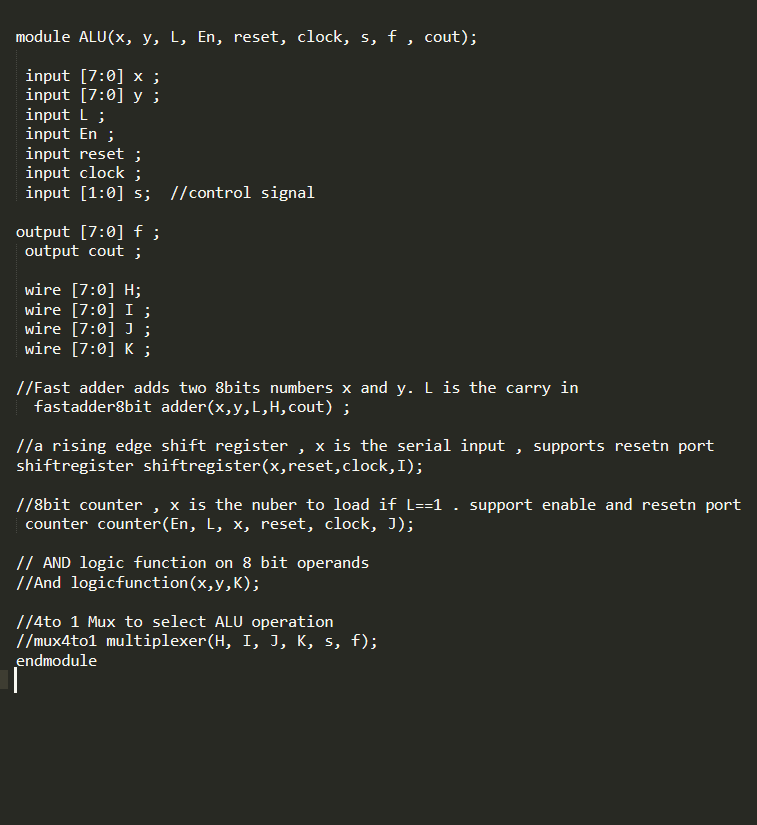 module ALU(x, y, L, En, reset, clock, s, f , cout);
input [7:0] x ;
input [7:0] y ;
input L ;
input En ;
input reset ;
input clock ;
input [1:0] s;  //control signal
output [7:0] f ;
output cout ;
wire [7:0] H;
wire [7:0] I ;
wire [7:0] J ;
wire [7:0] K ;
//Fast adder adds two 8bits numbers x and y. L is the carry in
fastadder8bit adder(x,y,L,H,cout) ;
//a rising edge shift register , x is the serial input , supports resetn port
shiftregister shiftregister(x,reset,clock,I);
//8bit counter , x is the nuber to load if L==1 . support enable and resetn port
counter counter(En, L, x, reset, clock, J);
// AND logic function on 8 bit operands
//And logicfunction(x,y,K);
//4to 1 Mux to select ALU operation
//mux4to1 multiplexer(H, I, J, K, s, f);
endmodule